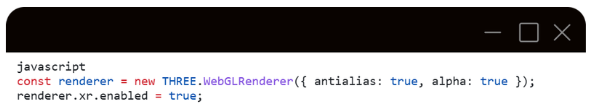 javascript
const renderer = new THREE.WebGLRenderer({ antialias: true, alpha: true });
renderer.xr.enabled = true;